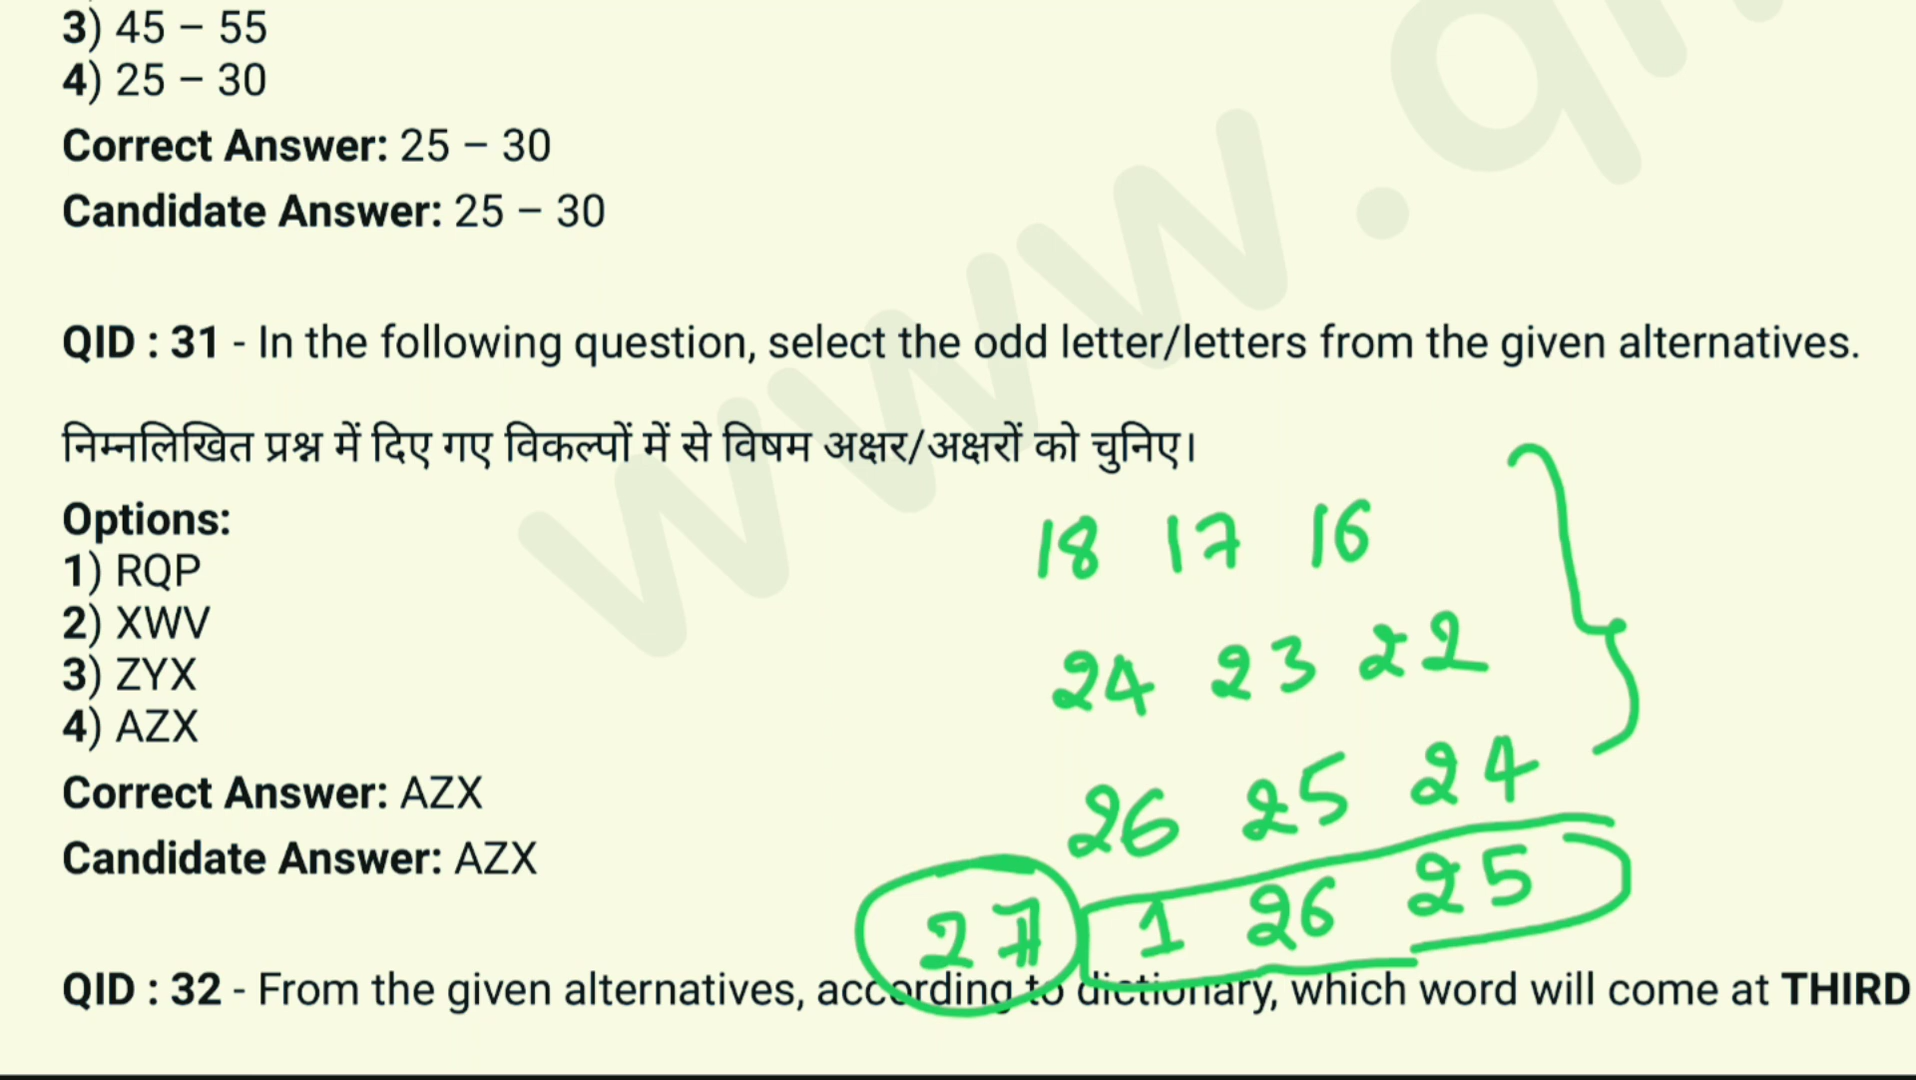 3) 45 – 55
4) 25 – 30
Correct Answer: 25 – 30
Candidate Answer: 25 – 30
QID : 31 - In the following question, select the odd letter/letters from the given alternatives.
निम्नलिखित प्रश्न में दिए गए विकल्पों में से विषम अक्षर/अक्षरों को चुनिए।
Options:
1) RQP
2) XWV
3) ZYX
4) AZX
Correct Answer: AZX
Candidate Answer: AZX
18 17 16
24 23 22
26 25 24
27 1 26 25
QID : 32 - From the given alternatives, according to dictionary, which word will come at THIRD
www.q